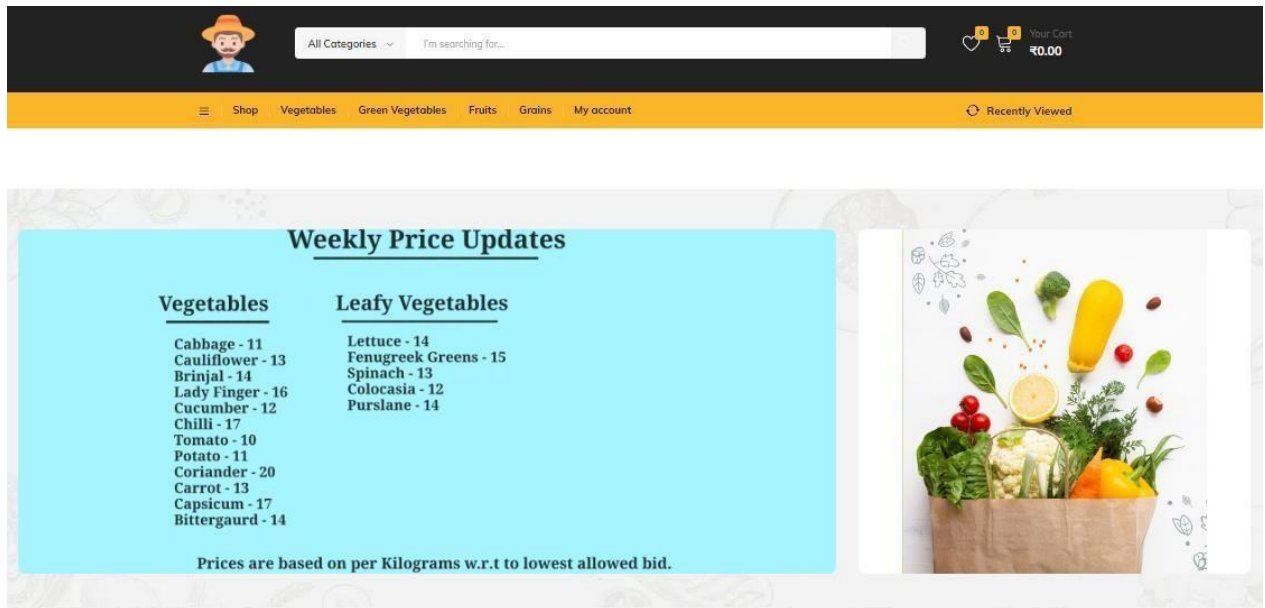 All Categories
I'm searching for...
0
0
Your Cart
₹0.00
Shop
Vegetables
Green Vegetables
Fruits
Grains
My account
Recently Viewed
Weekly Price Updates
Vegetables
Cabbage - 11
Cauliflower - 13
Brinjal - 14
Lady Finger - 16
Cucumber - 12
Chilli - 17
Tomato - 10
Potato - 11
Coriander - 20
Carrot - 13
Capsicum - 17
Bittergaurd - 14
Leafy Vegetables
Lettuce - 14
Fenugreek Greens - 15
Spinach - 13
Colocasia - 12
Purslane - 14
Prices are based on per Kilograms w.r.t to lowest allowed bid.